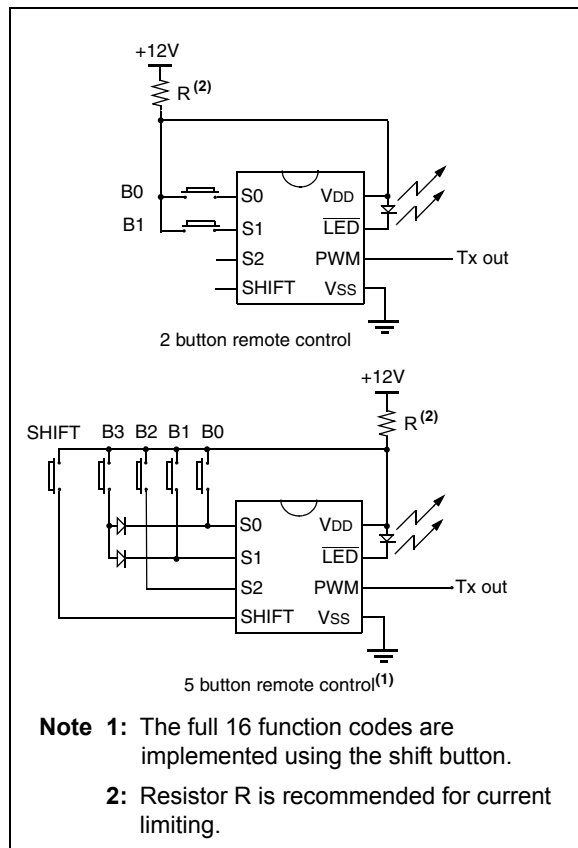 +12V
R(2)
B0 S0 VDD
B1 S1 LED
S2 PWM Tx out
SHIFT VSS
2 button remote control
+12V
R(2)
SHIFT B3 B2 B1 B0
S0 VDD
S1 LED
S2 PWM Tx out
SHIFT VSS
5 button remote control(1)
Note 1: The full 16 function codes are
implemented using the shift button.
2: Resistor R is recommended for current
limiting.